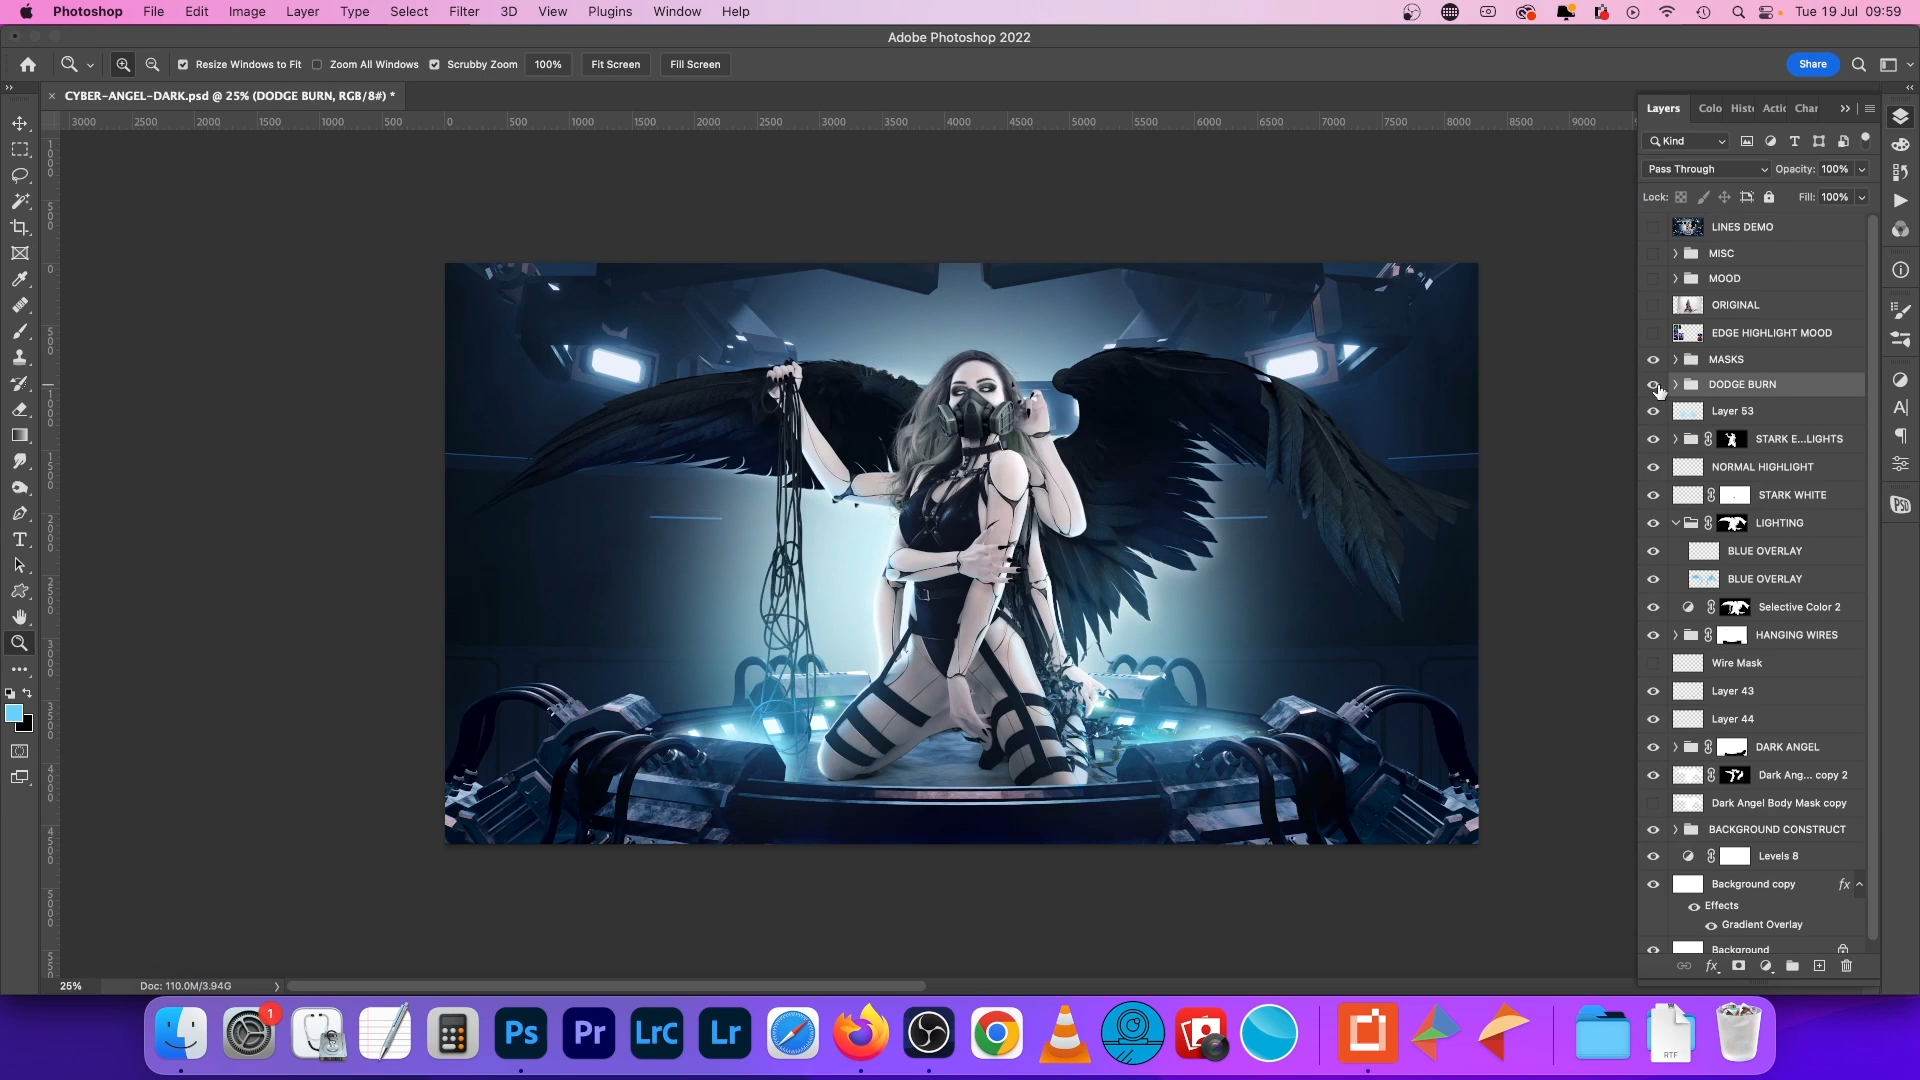 Photoshop File Edit Image Layer Type Select Filter 3D View Plugins Window Help Tue 19 Jul 09:59
Adobe Photoshop 2022
Resize Windows to Fit Zoom All Windows Scrubby Zoom 100% Fit Screen Fill Screen Share
CYBER-ANGEL-DARK.psd @ 25% (DODGE BURN, RGB/8#) *
3000 2500 2000 1500 1000 500 0 500 1000 1500 2000 2500 3000 3500 4000 4500 5000 5500 6000 6500 7000 7500 8000 8500 9000
Layers Colo Histo Actic Char
Kind
Pass Through Opacity: 100%
Lock: Fill: 100%
LINES DEMO
MISC
MOOD
ORIGINAL
EDGE HIGHLIGHT MOOD
MASKS
DODGE BURN
Layer 53
STARK E...LIGHTS
NORMAL HIGHLIGHT
STARK WHITE
LIGHTING
BLUE OVERLAY
BLUE OVERLAY
Selective Color 2
HANGING WIRES
Wire Mask
Layer 43
Layer 44
DARK ANGEL
Dark Ang... copy 2
Dark Angel Body Mask copy
BACKGROUND CONSTRUCT
Levels 8
Background copy fx
Effects
Gradient Overlay
Background
25% Doc: 110.0M/3.94G
1
Ps Pr LrC Lr
RTF